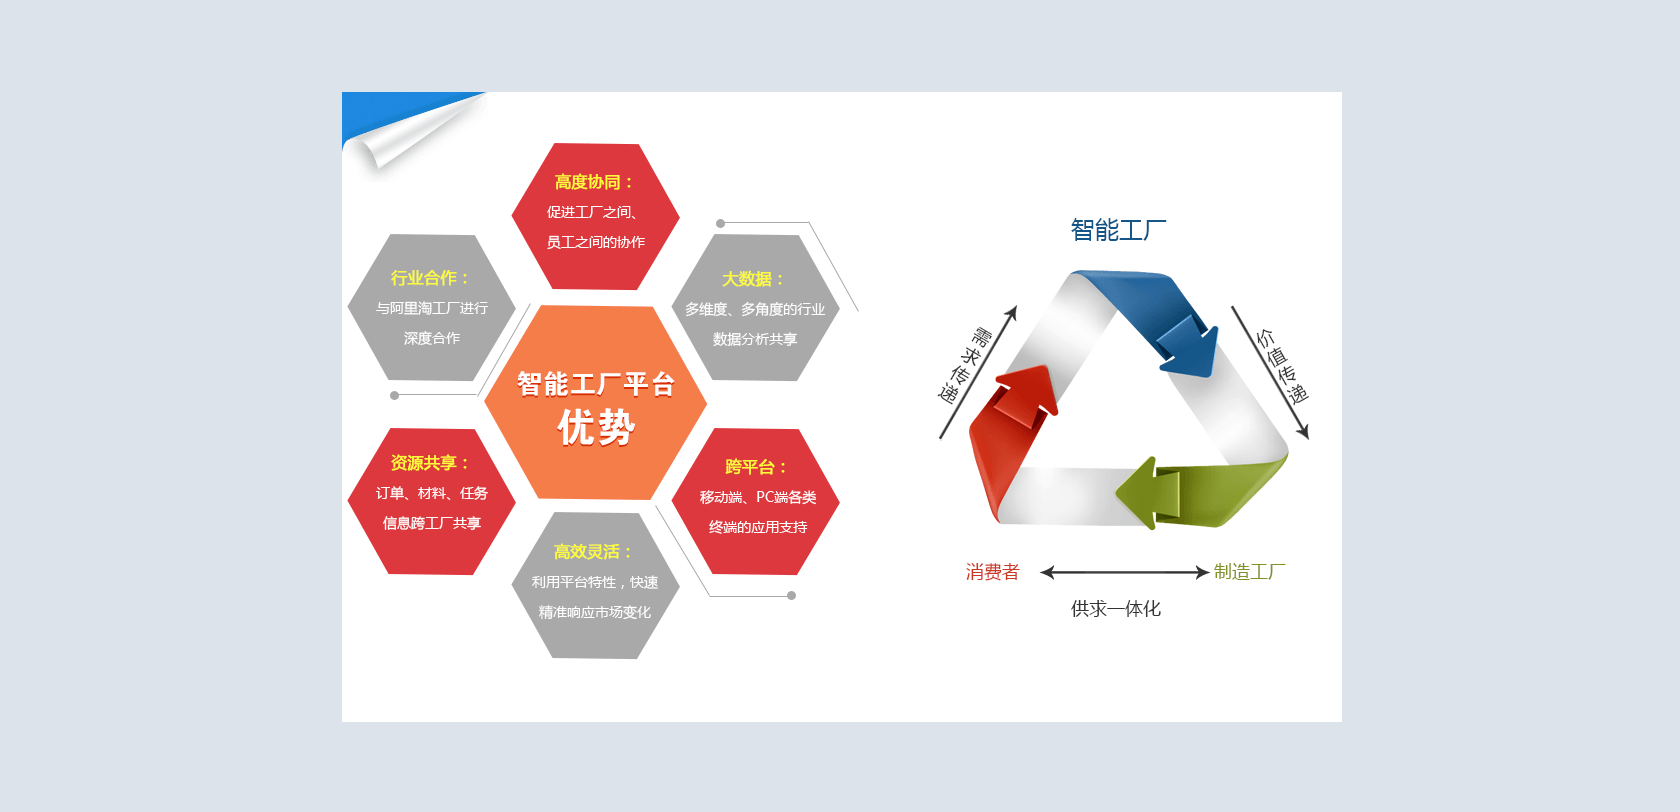 高度协同：
促进工厂之间、
员工之间的协作
行业合作：
与阿里淘工厂进行
深度合作
大数据：
多维度、多角度的行业
数据分析共享
智能工厂平台
优势
资源共享：
订单、材料、任务
信息跨工厂共享
跨平台：
移动端、PC端各类
终端的应用支持
高效灵活：
利用平台特性，快速
精准响应市场变化
智能工厂
需求传递
价值传递
消费者
制造工厂
供求一体化